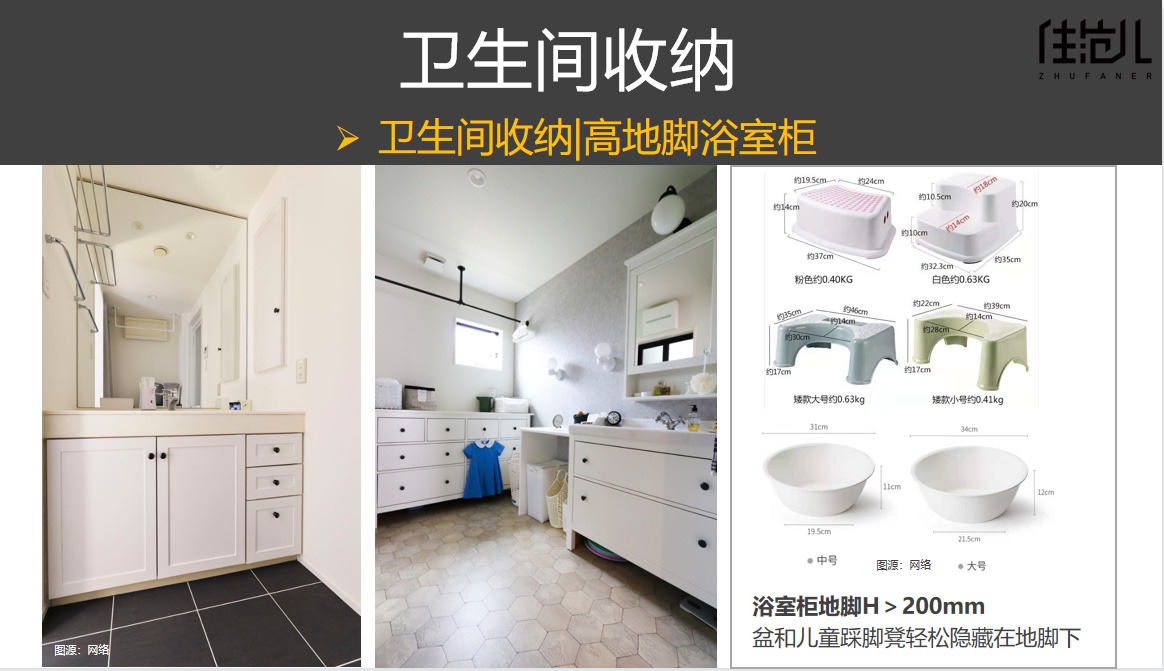 卫生间收纳
住范儿
ZHUFANER
➢ 卫生间收纳|高地脚浴室柜
图源：网络
约19.5cm
约24cm
约14cm
约37cm
粉色约0.40KG
约18cm
约10.5cm
约20cm
约14cm
约10cm
约32.3cm
约35cm
白色约0.63KG
约35cm
约46cm
约14cm
约30cm
约17cm
矮款大号约0.63kg
约22cm
约39cm
约14cm
约28cm
约17cm
矮款小号约0.41kg
31cm
11cm
19.5cm
中号
34cm
12cm
21.5cm
大号
图源：网络
浴室柜地脚H＞200mm
盆和儿童踩脚凳轻松隐藏在地脚下